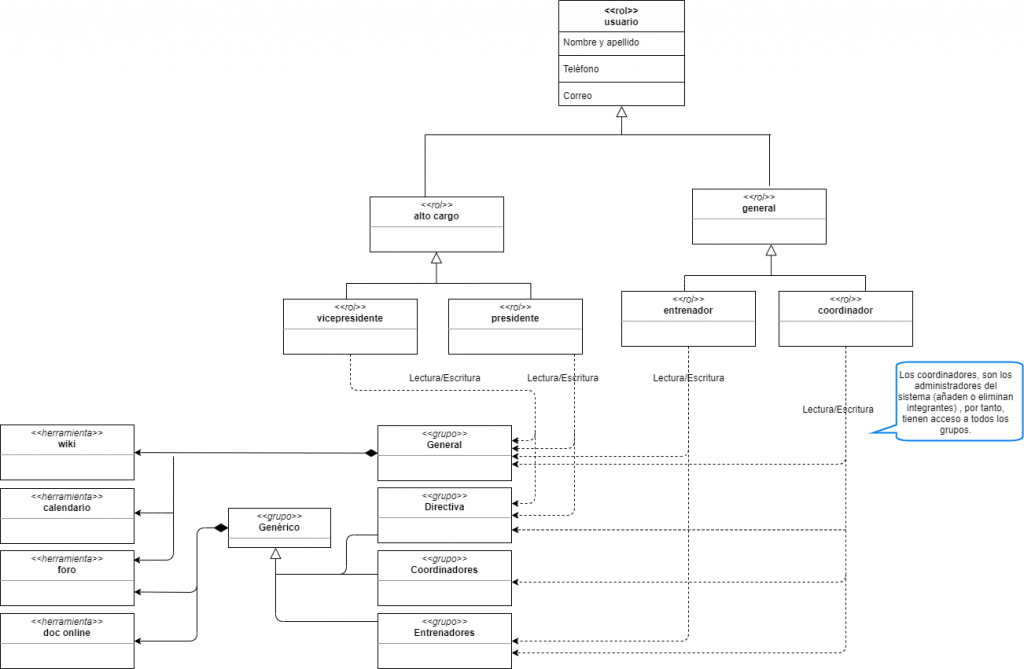 <<rol>>
usuario
Nombre y apellido
Teléfono
Correo
<<rol>>
alto cargo
<<rol>>
general
<<rol>>
vicepresidente
<<rol>>
presidente
<<rol>>
entrenador
<<rol>>
coordinador
Lectura/Escritura
Lectura/Escritura
Lectura/Escritura
Lectura/Escritura
Los coordinadores, son los
administradores del
sistema (añaden o eliminan
integrantes) , por tanto,
tienen acceso a todos los
grupos.
<<herramienta>>
wiki
<<grupo>>
General
<<herramienta>>
calendario
<<grupo>>
Genérico
<<grupo>>
Directiva
<<herramienta>>
foro
<<grupo>>
Coordinadores
<<herramienta>>
doc online
<<grupo>>
Entrenadores